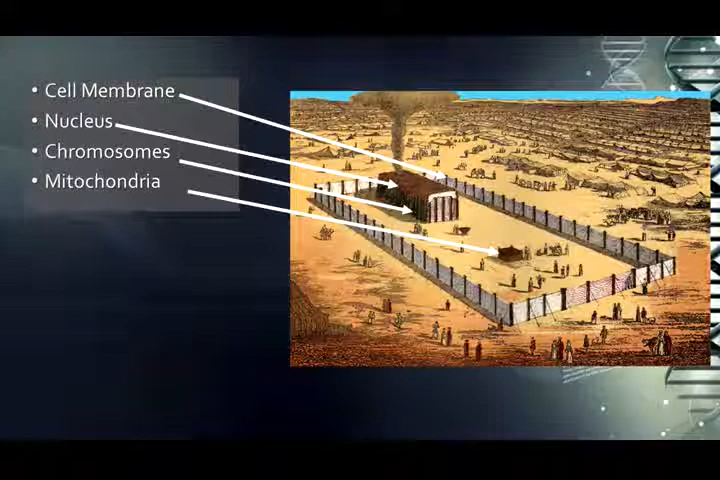 • Cell Membrane
• Nucleus
• Chromosomes
• Mitochondria